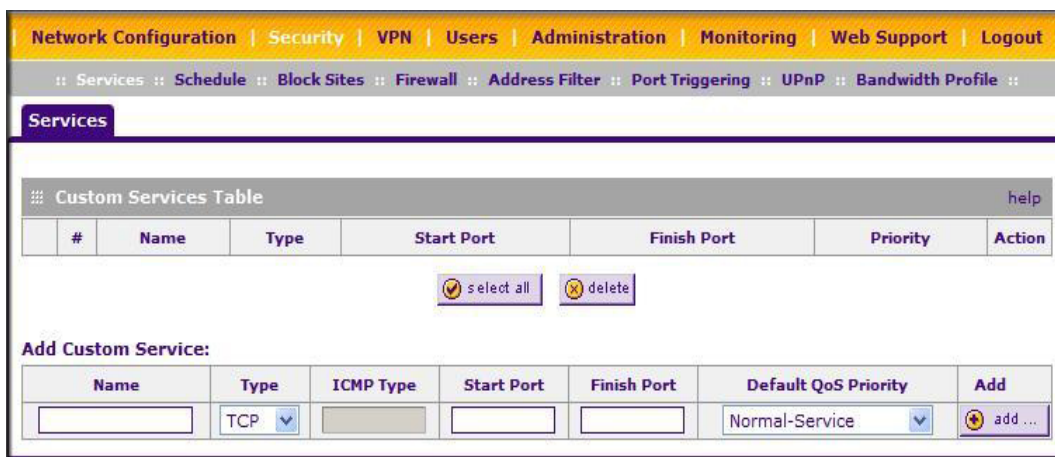 Network Configuration | Security | VPN | Users | Administration | Monitoring | Web Support | Logout
:: Services :: Schedule :: Block Sites :: Firewall :: Address Filter :: Port Triggering :: UPnP :: Bandwidth Profile ::
Services
Custom Services Table help
# Name Type Start Port Finish Port Priority Action
select all delete
Add Custom Service:
Name Type ICMP Type Start Port Finish Port Default QoS Priority Add
TCP Normal-Service add ...